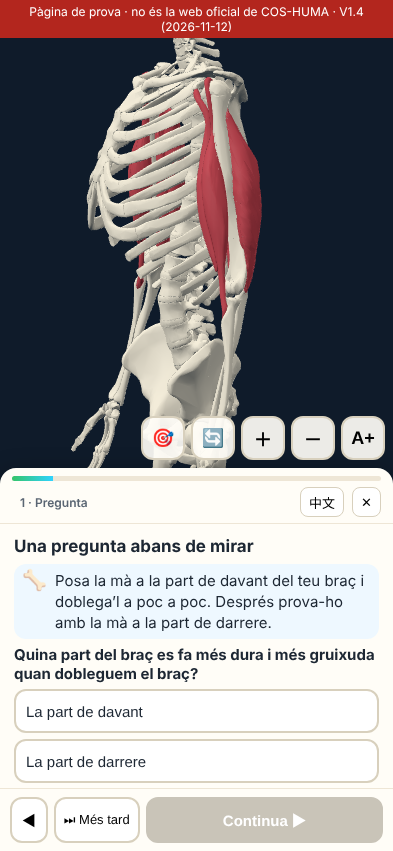 Pàgina de prova · no és la web oficial de COS-HUMA · V1.4
(2026-11-12)
A+
1 · Pregunta
中文
×
Una pregunta abans de mirar
Posa la mà a la part de davant del teu braç i
doblega’l a poc a poc. Després prova-ho
amb la mà a la part de darrere.
Quina part del braç es fa més dura i més gruixuda
quan dobleguem el braç?
La part de davant
La part de darrere
◀
⏭ Més tard
Continua ▶